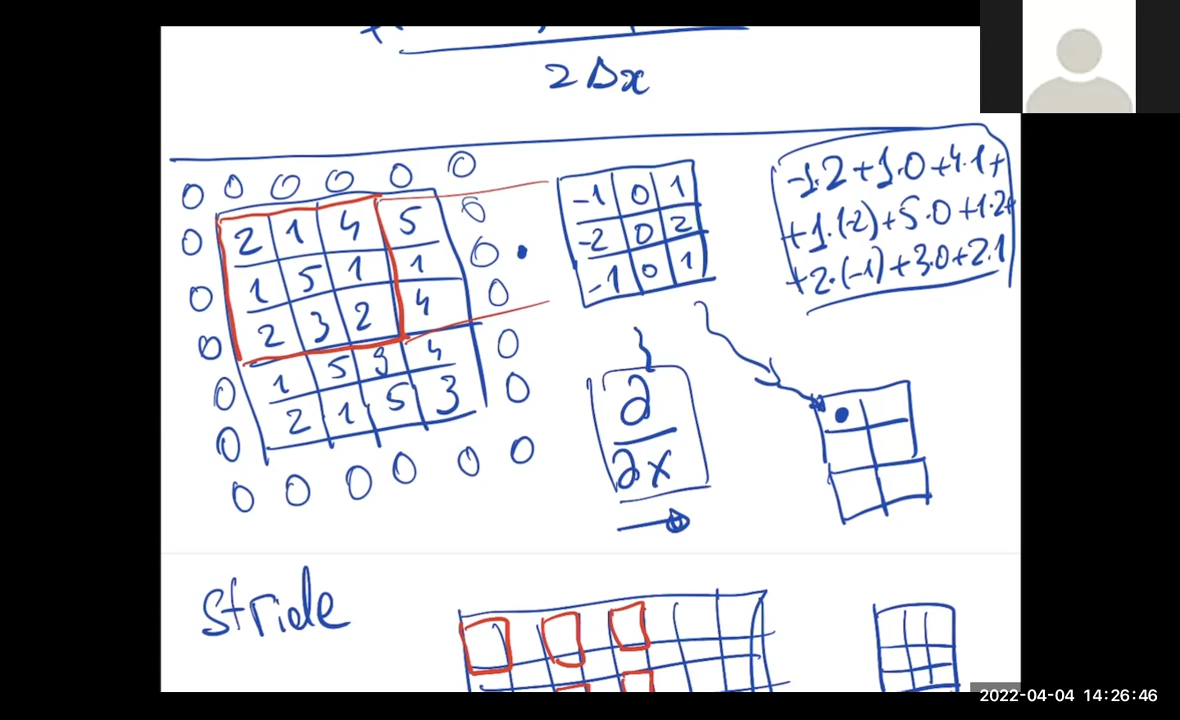 2Δx
0 0 0 0 0 0
0 2 1 4 5 0
0 1 5 1 1 0
0 2 3 2 4 0
0 1 5 3 4 0
0 2 1 5 3 0
0
0 0 0 0 0 0
-1 0 1
-2 0 2
-1 0 1
-1.2+1.0+4.1+
+1.(-2)+5.0+1.2+
+2.(-1)+3.0+2.1
∂
∂x
Stride
2022-04-04 14:26:46